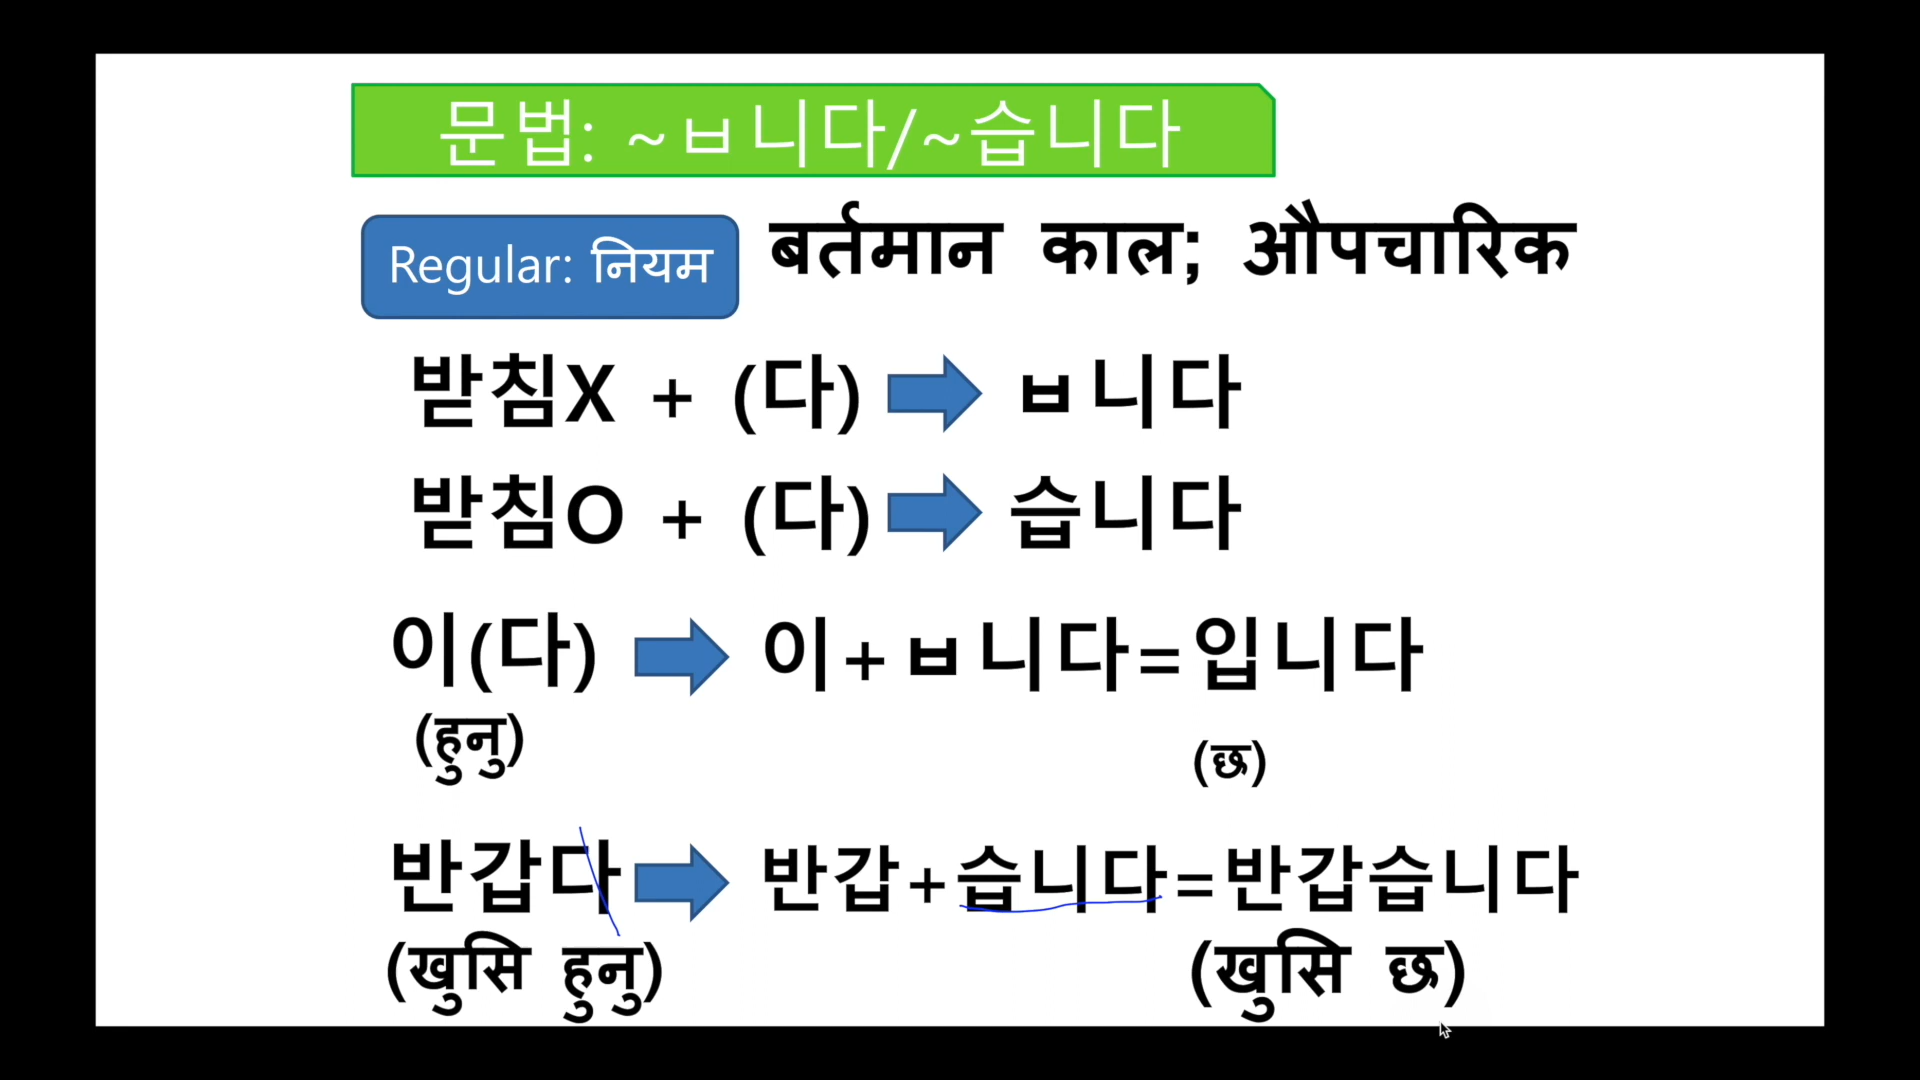 문법: ~ㅂ니다/~습니다
Regular: नियम
बर्तमान काल; औपचारिक
받침X + (다) ㅂ니다
받침O + (다) 습니다
이(다) 이+ㅂ니다=입니다
(हुनु) (छ)
반갑다 반갑+습니다=반갑습니다
(खुसि हुनु) (खुसि छ)